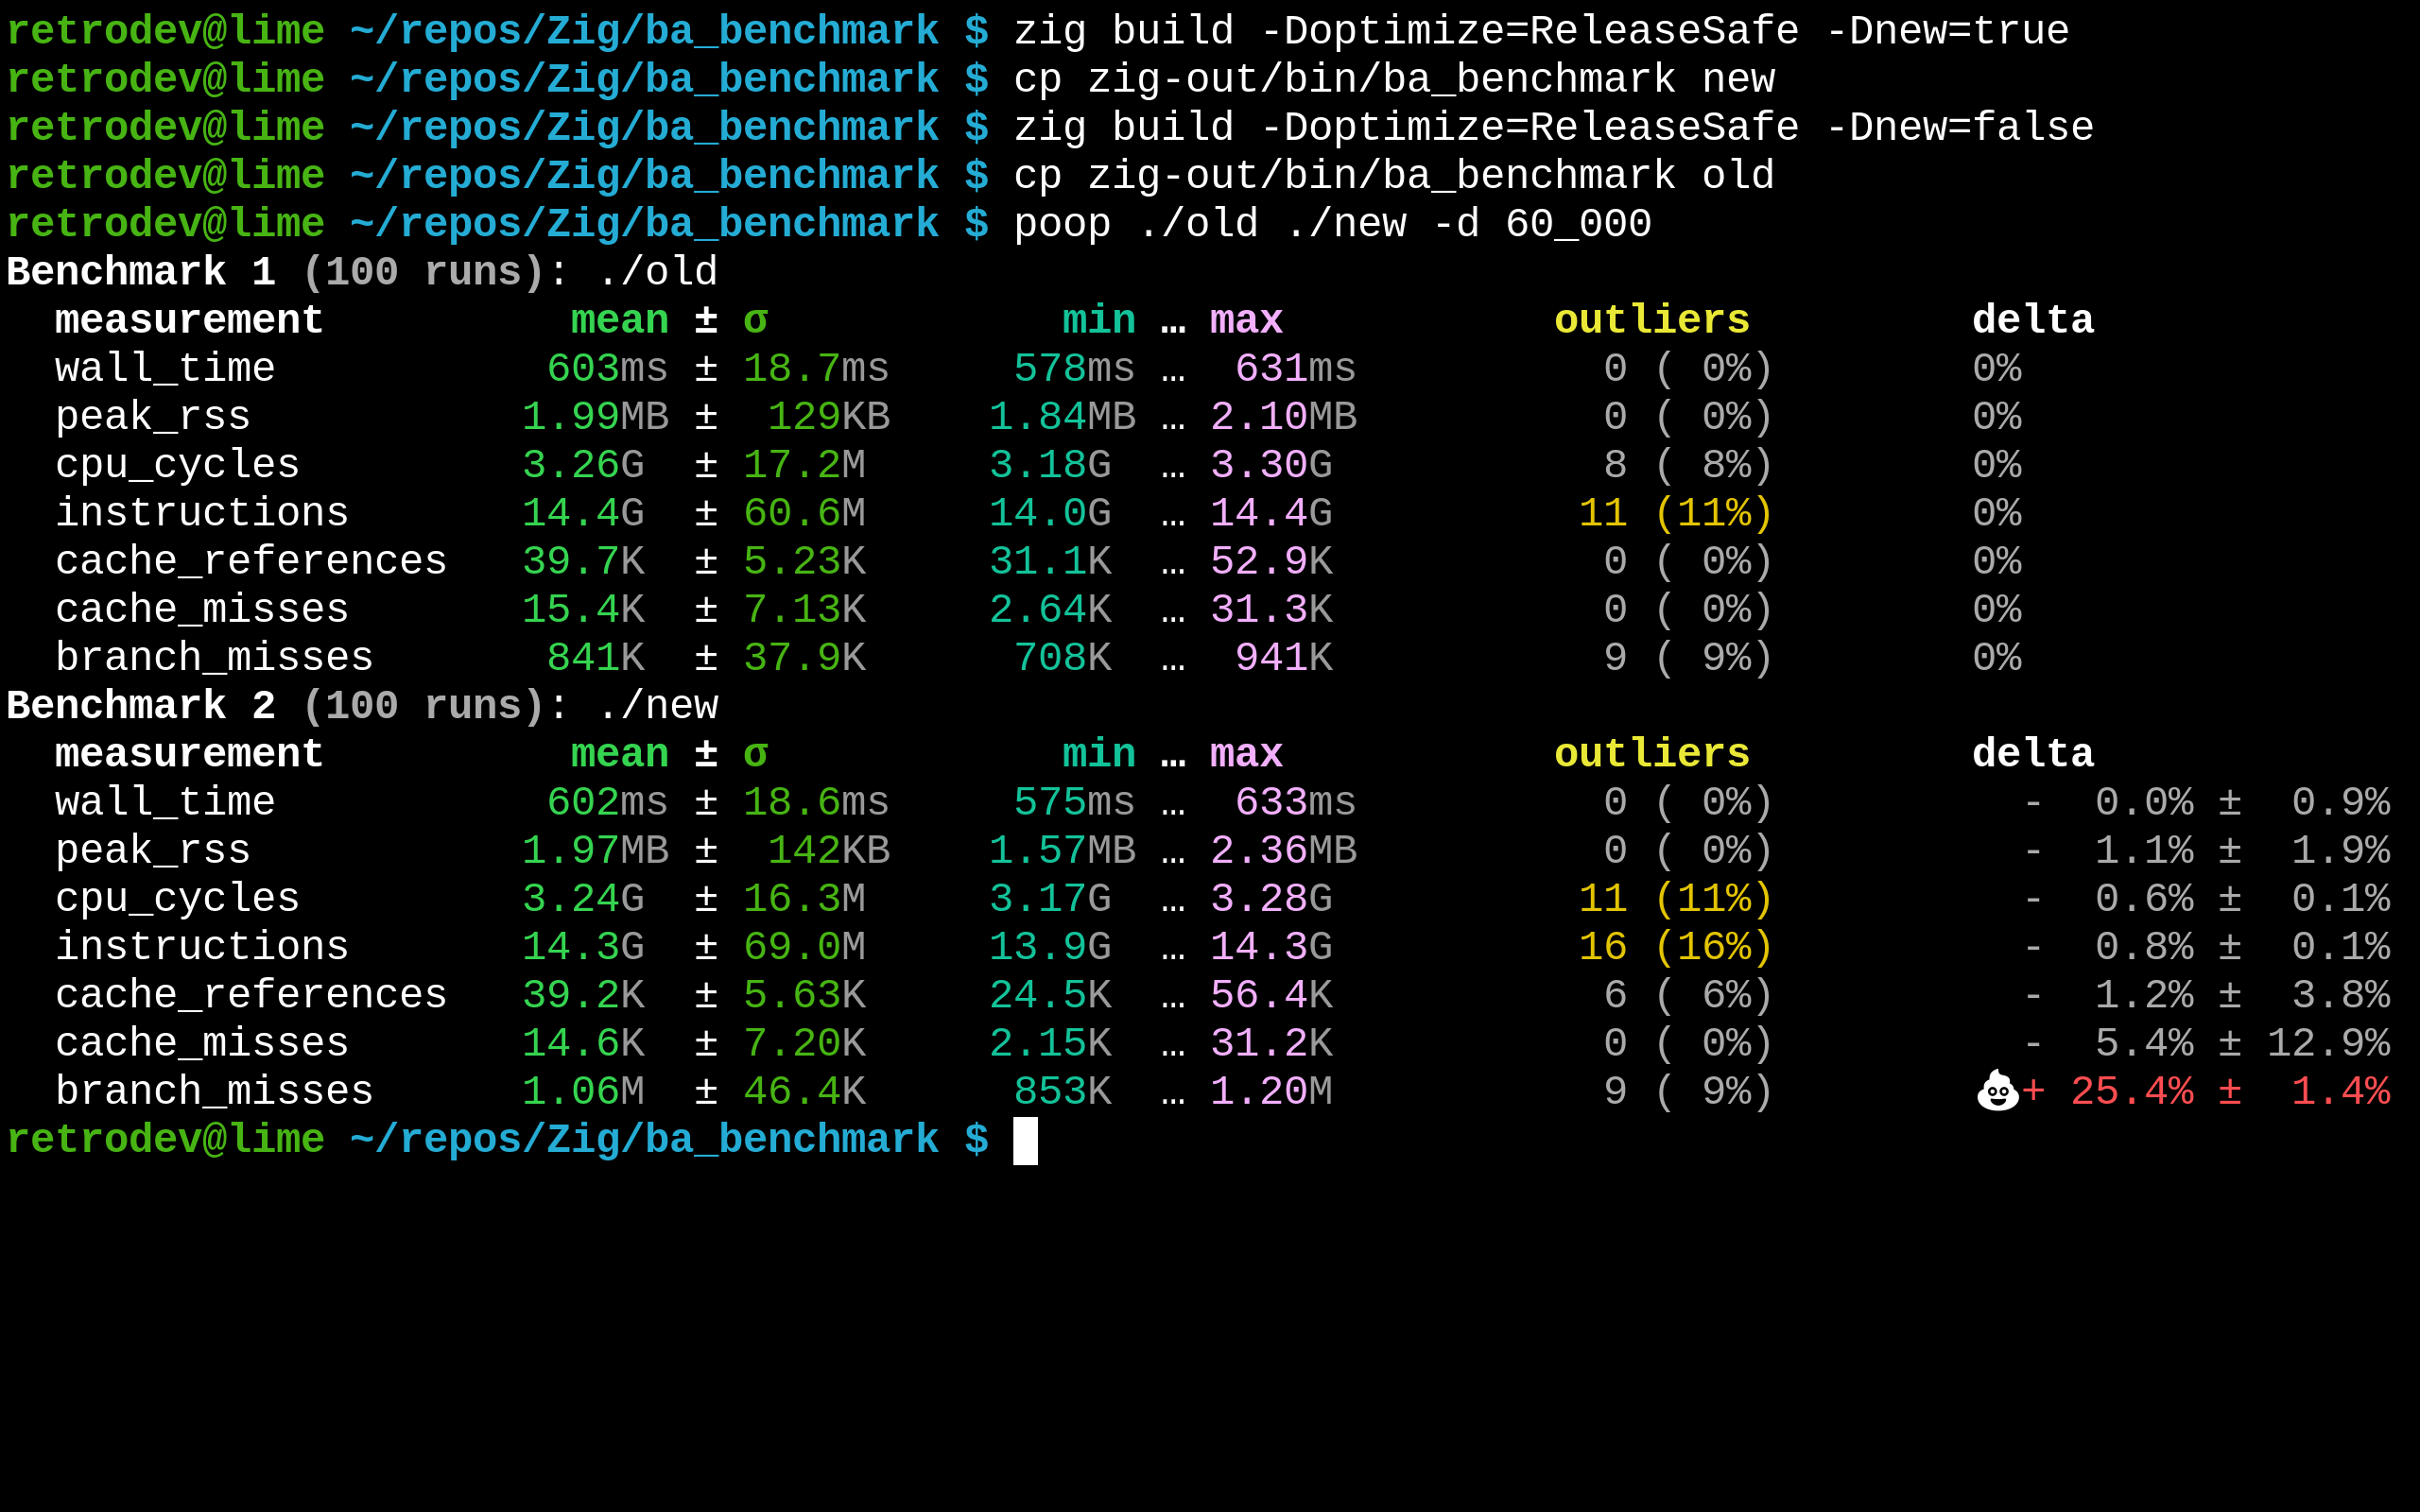 retrodev@lime ~/repos/Zig/ba_benchmark $ zig build -Doptimize=ReleaseSafe -Dnew=true
retrodev@lime ~/repos/Zig/ba_benchmark $ cp zig-out/bin/ba_benchmark new
retrodev@lime ~/repos/Zig/ba_benchmark $ zig build -Doptimize=ReleaseSafe -Dnew=false
retrodev@lime ~/repos/Zig/ba_benchmark $ cp zig-out/bin/ba_benchmark old
retrodev@lime ~/repos/Zig/ba_benchmark $ poop ./old ./new -d 60_000
Benchmark 1 (100 runs): ./old
  measurement          mean ± σ            min … max           outliers         delta
  wall_time           603ms ± 18.7ms     578ms …  631ms          0 ( 0%)        0%
  peak_rss           1.99MB ±  129KB    1.84MB … 2.10MB          0 ( 0%)        0%
  cpu_cycles         3.26G  ± 17.2M     3.18G  … 3.30G           8 ( 8%)        0%
  instructions       14.4G  ± 60.6M     14.0G  … 14.4G          11 (11%)        0%
  cache_references   39.7K  ± 5.23K     31.1K  … 52.9K           0 ( 0%)        0%
  cache_misses       15.4K  ± 7.13K     2.64K  … 31.3K           0 ( 0%)        0%
  branch_misses       841K  ± 37.9K      708K  …  941K           9 ( 9%)        0%
Benchmark 2 (100 runs): ./new
  measurement          mean ± σ            min … max           outliers         delta
  wall_time           602ms ± 18.6ms     575ms …  633ms          0 ( 0%)          -  0.0% ±  0.9%
  peak_rss           1.97MB ±  142KB    1.57MB … 2.36MB          0 ( 0%)          -  1.1% ±  1.9%
  cpu_cycles         3.24G  ± 16.3M     3.17G  … 3.28G          11 (11%)          -  0.6% ±  0.1%
  instructions       14.3G  ± 69.0M     13.9G  … 14.3G          16 (16%)          -  0.8% ±  0.1%
  cache_references   39.2K  ± 5.63K     24.5K  … 56.4K           6 ( 6%)          -  1.2% ±  3.8%
  cache_misses       14.6K  ± 7.20K     2.15K  … 31.2K           0 ( 0%)          -  5.4% ± 12.9%
  branch_misses      1.06M  ± 46.4K      853K  … 1.20M           9 ( 9%)        💩+ 25.4% ±  1.4%
retrodev@lime ~/repos/Zig/ba_benchmark $